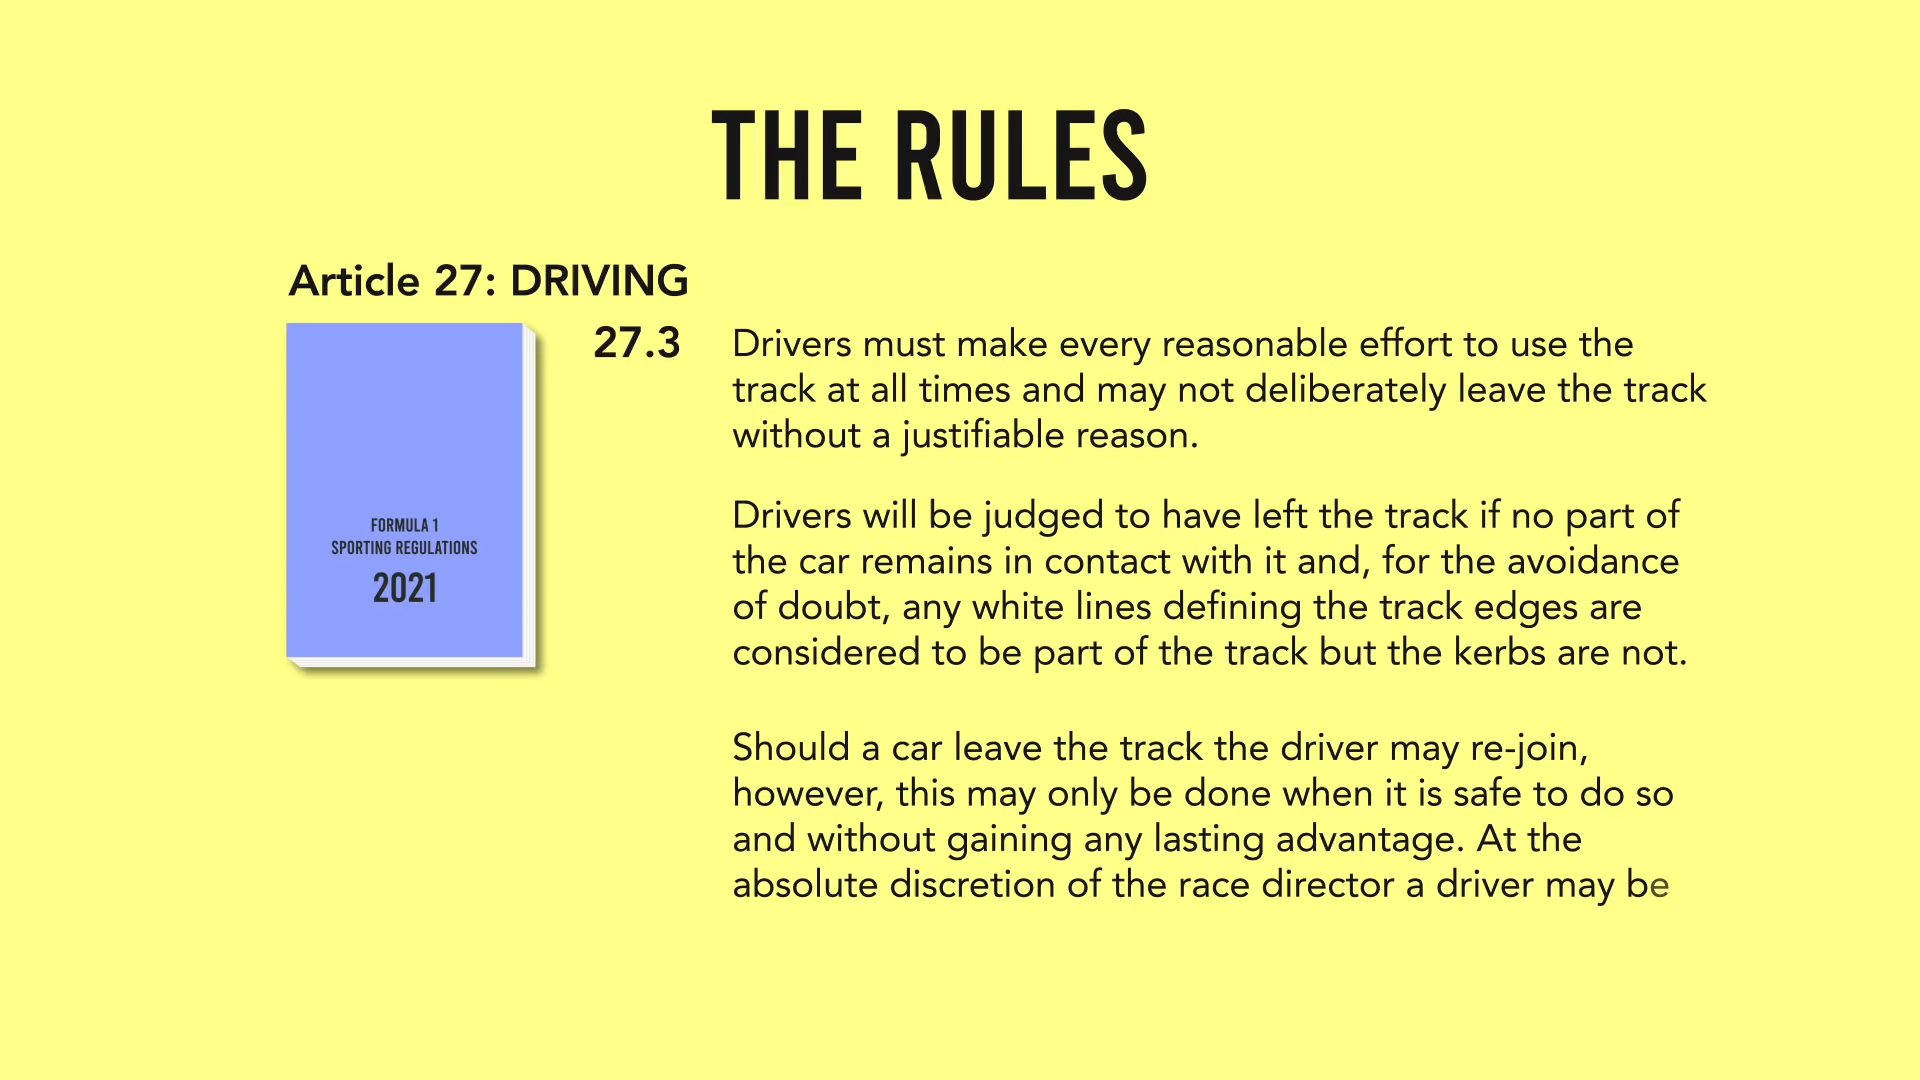 THE RULES
Article 27: DRIVING
FORMULA 1
SPORTING REGULATIONS
2021
27.3
Drivers must make every reasonable effort to use the
track at all times and may not deliberately leave the track
without a justifiable reason.
Drivers will be judged to have left the track if no part of
the car remains in contact with it and, for the avoidance
of doubt, any white lines defining the track edges are
considered to be part of the track but the kerbs are not.
Should a car leave the track the driver may re-join,
however, this may only be done when it is safe to do so
and without gaining any lasting advantage. At the
absolute discretion of the race director a driver may be